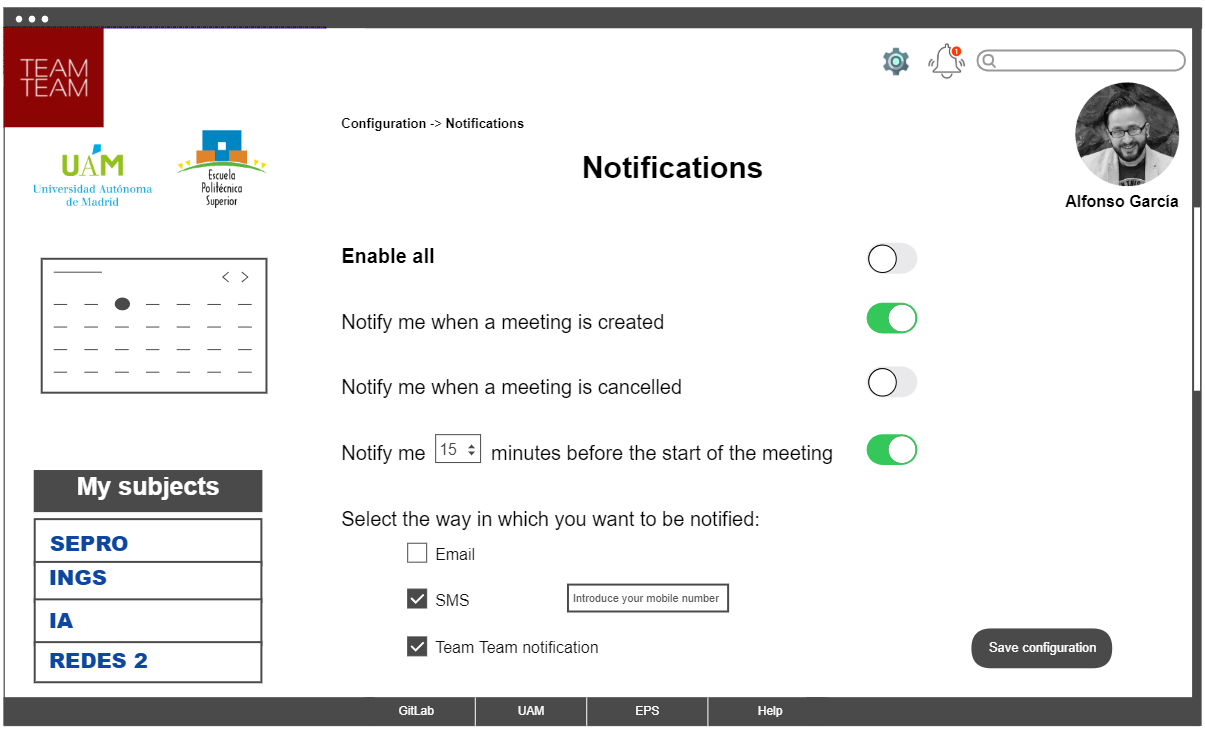 TEAM
TEAM
1
Configuration -> Notifications
UAM
Universidad Autónoma
de Madrid
Escuela
Politécnica
Superior
Notifications
Alfonso García
Enable all
Notify me when a meeting is created
Notify me when a meeting is cancelled
Notify me 15 minutes before the start of the meeting
My subjects
SEPRO
INGS
IA
REDES 2
Select the way in which you want to be notified:
Email
SMS Introduce your mobile number
Team Team notification
Save configuration
GitLab UAM EPS Help